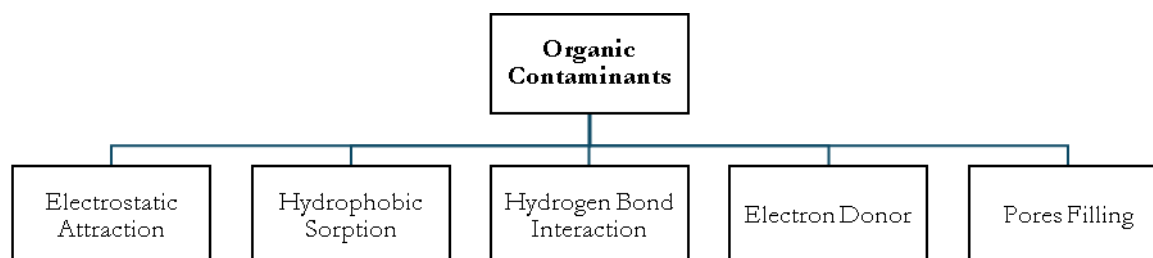 Organic
Contaminants
Electrostatic
Attraction
Hydrophobic
Sorption
Hydrogen Bond
Interaction
Electron Donor
Pores Filling